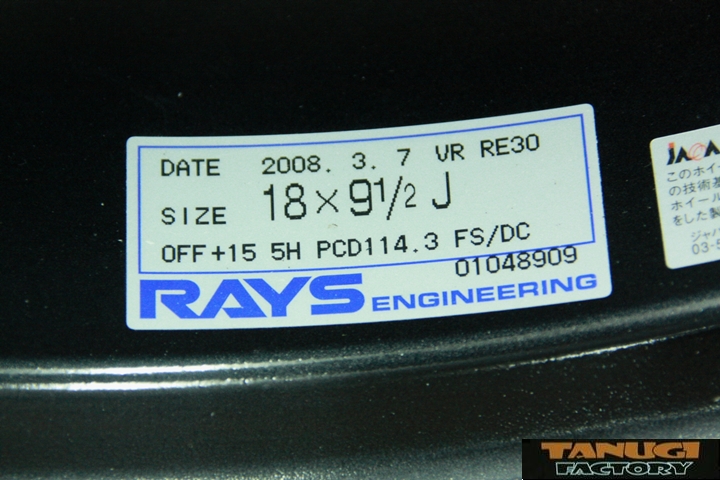 DATE 2008. 3. 7 VR RE30
SIZE 18×9 1/2 J
OFF+15 5H PCD114.3 FS/DC
01048909
RAYS ENGINEERING
このホイー
の技術基
ホイール
をした製
ジャパ
03-5
TANUGI
FACTORY